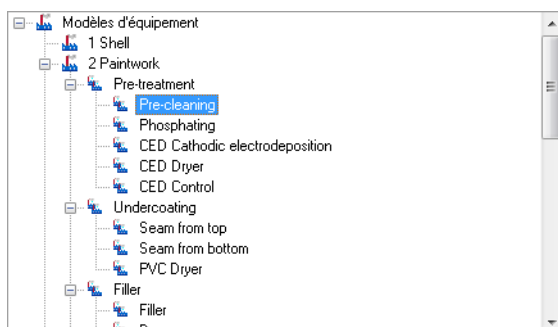 Modèles d'équipement
1 Shell
2 Paintwork
Pre-treatment
Pre-cleaning
Phosphating
CED Cathodic electrodeposition
CED Dryer
CED Control
Undercoating
Seam from top
Seam from bottom
PVC Dryer
Filler
Filler